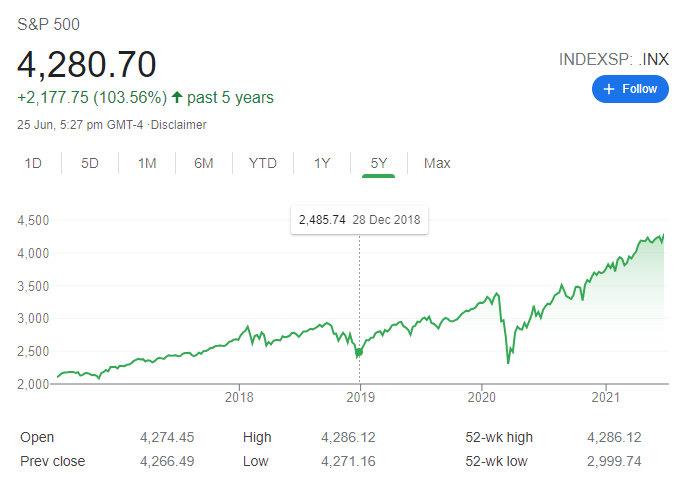 S&P 500
4,280.70
INDEXSP: .INX
+2,177.75 (103.56%) ↑ past 5 years
+ Follow
25 Jun, 5:27 pm GMT-4 ·Disclaimer
1D 5D 1M 6M YTD 1Y 5Y Max
2,485.74 28 Dec 2018
4,500
4,000
3,500
3,000
2,500
2,000
2018 2019 2020 2021
Open 4,274.45 High 4,286.12 52-wk high 4,286.12
Prev close 4,266.49 Low 4,271.16 52-wk low 2,999.74